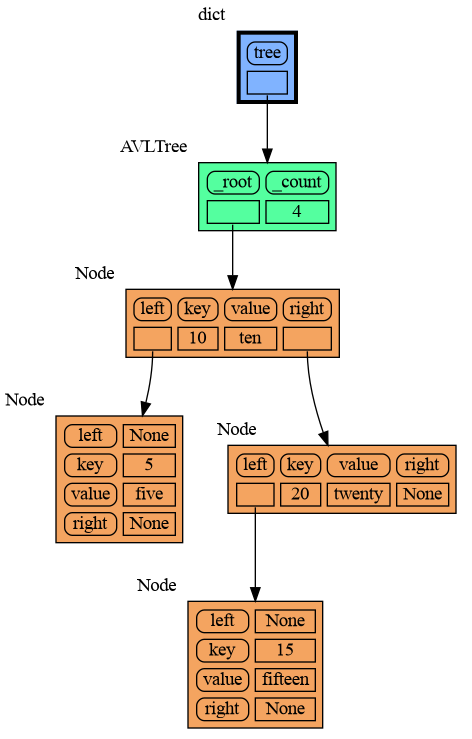 dict
tree
AVLTree
_root _count
4
Node
left key value right
10 ten
Node
left None
key 5
value five
right None
Node
left key value right
20 twenty None
Node
left None
key 15
value fifteen
right None